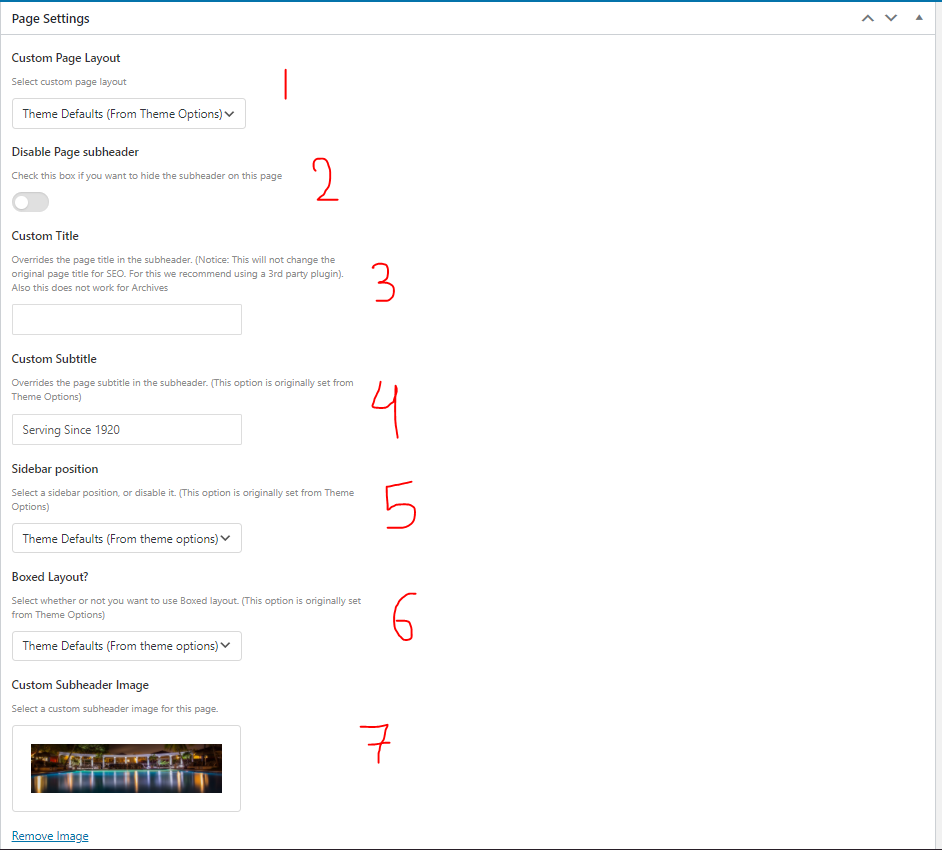 Page Settings
Custom Page Layout
Select custom page layout
1
Theme Defaults (From Theme Options)
Disable Page subheader
Check this box if you want to hide the subheader on this page
2
Custom Title
Overrides the page title in the subheader. (Notice: This will not change the
original page title for SEO. For this we recommend using a 3rd party plugin).
Also this does not work for Archives
3
Custom Subtitle
Overrides the page subtitle in the subheader. (This option is originally set from
Theme Options)
4
Serving Since 1920
Sidebar position
Select a sidebar position, or disable it. (This option is originally set from Theme
Options)
5
Theme Defaults (From theme options)
Boxed Layout?
Select whether or not you want to use Boxed layout. (This option is originally set
from Theme Options)
6
Theme Defaults (From theme options)
Custom Subheader Image
Select a custom subheader image for this page.
7
Remove Image